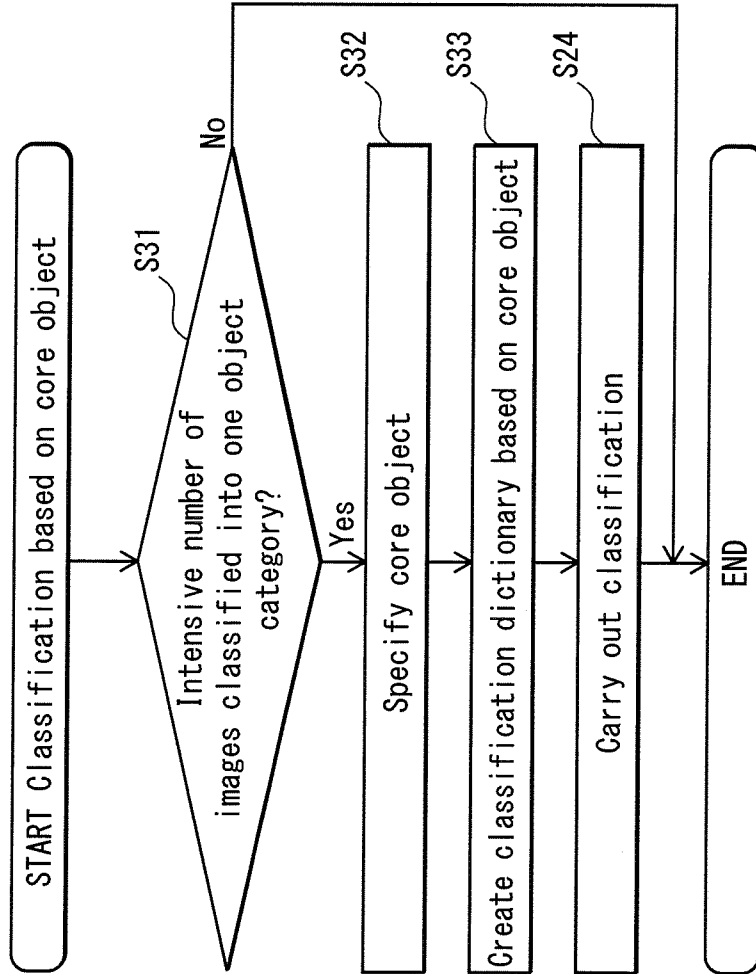 START Classification based on core object
S31
Intensive number of
images classified into one object
category?
No
Yes
S32
Specify core object
S33
Create classification dictionary based on core object
S24
Carry out classification
END